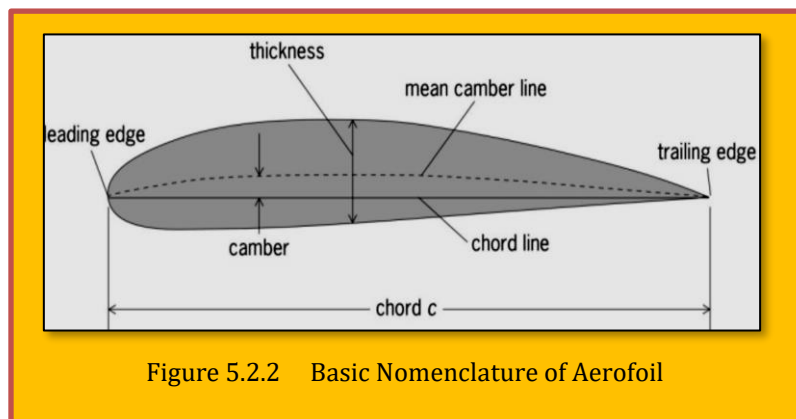 thickness
mean camber line
leading edge
trailing edge
camber
chord line
chord c
Figure 5.2.2 Basic Nomenclature of Aerofoil